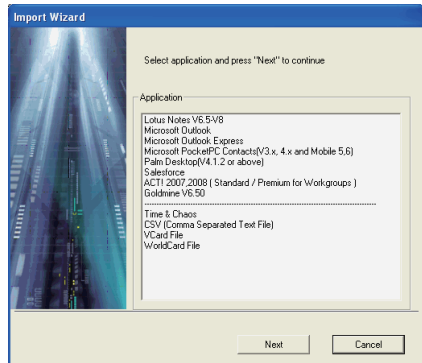 Import Wizard
Select application and press "Next" to continue
Application
Lotus Notes V6.5-V8
Microsoft Outlook
Microsoft Outlook Express
Microsoft PocketPC Contacts(V3.x, 4.x and Mobile 5,6)
Palm Desktop(V4.1.2 or above)
Salesforce
ACT! 2007,2008 ( Standard / Premium for Workgroups )
Goldmine V6.50
Time & Chaos
CSV (Comma Separated Text File)
VCard File
WorldCard File
Next Cancel